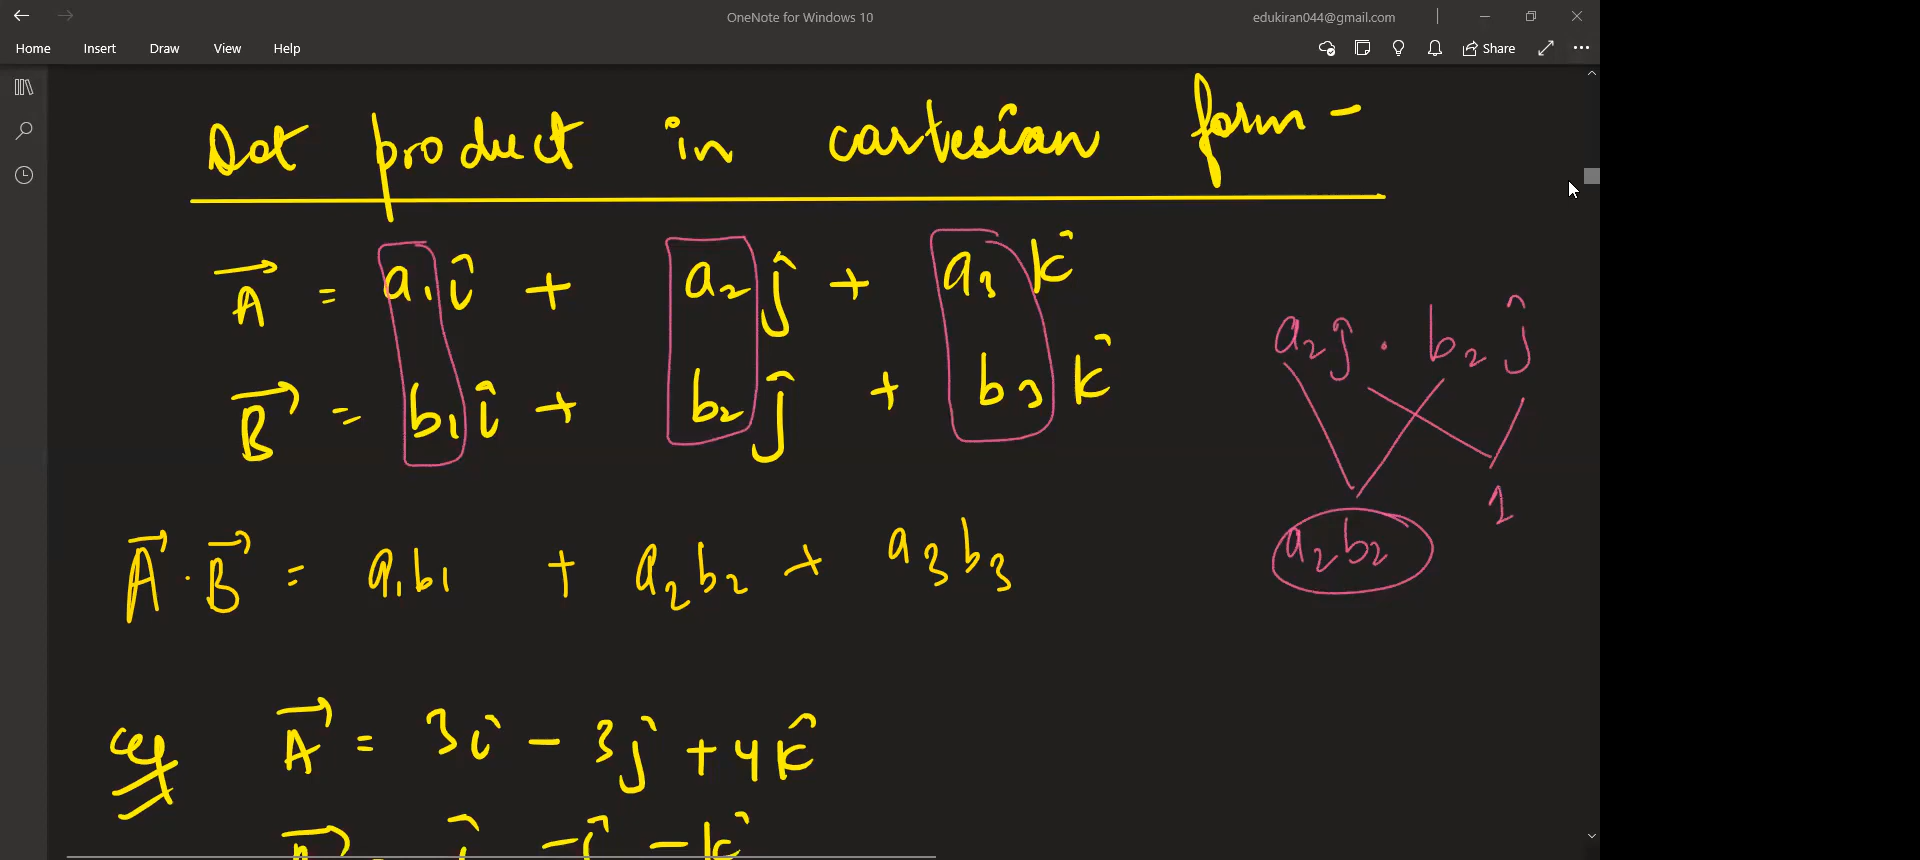 OneNote for Windows 10
edukiran044@gmail.com
Home Insert Draw View Help
Share
Dot product in cartesian form -
A = a₁î + a₂ĵ + a₃k̂
B = b₁î + b₂ĵ + b₃k̂
a₂ĵ · b₂ĵ
1
a₂b₂
A · B = a₁b₁ + a₂b₂ + a₃b₃
eg A = 3î - 3ĵ + 4k̂